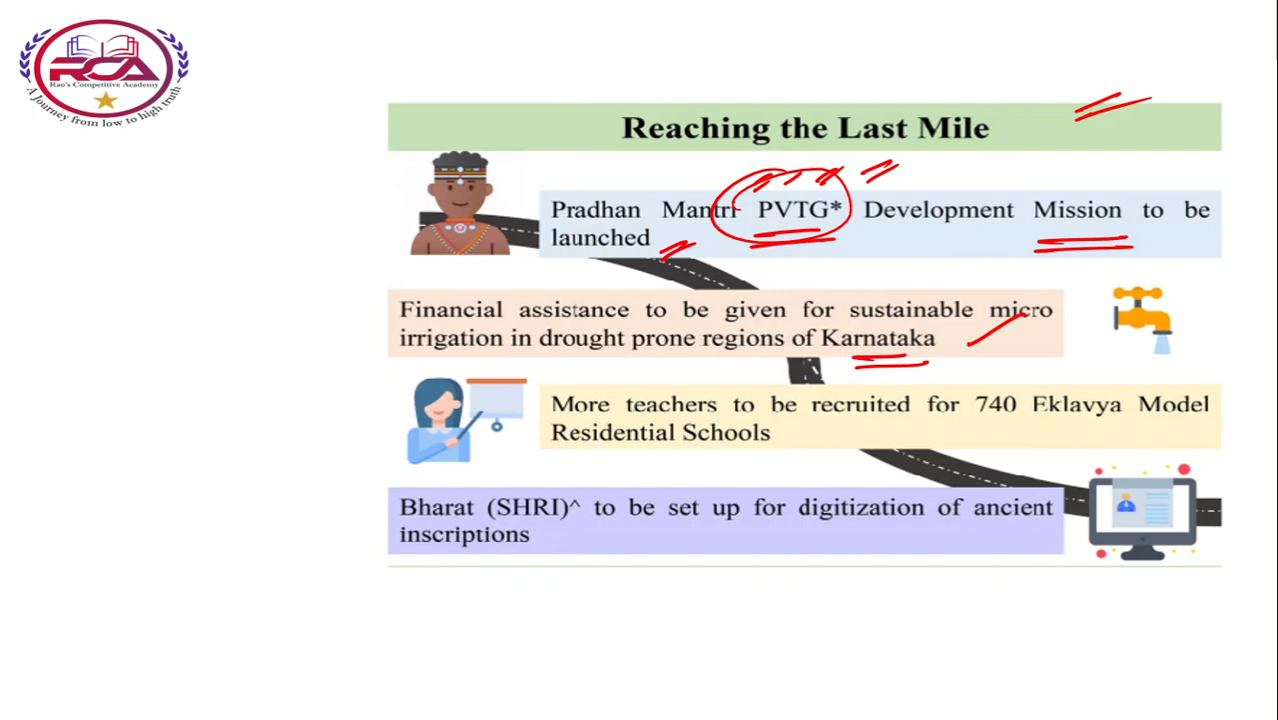 RCA
Rao's Competitive Academy
A Journey from low to high truth
Reaching the Last Mile
Pradhan Mantri PVTG* Development Mission to be
launched
Financial assistance to be given for sustainable micro
irrigation in drought prone regions of Karnataka
More teachers to be recruited for 740 Eklavya Model
Residential Schools
Bharat (SHRI)^ to be set up for digitization of ancient
inscriptions